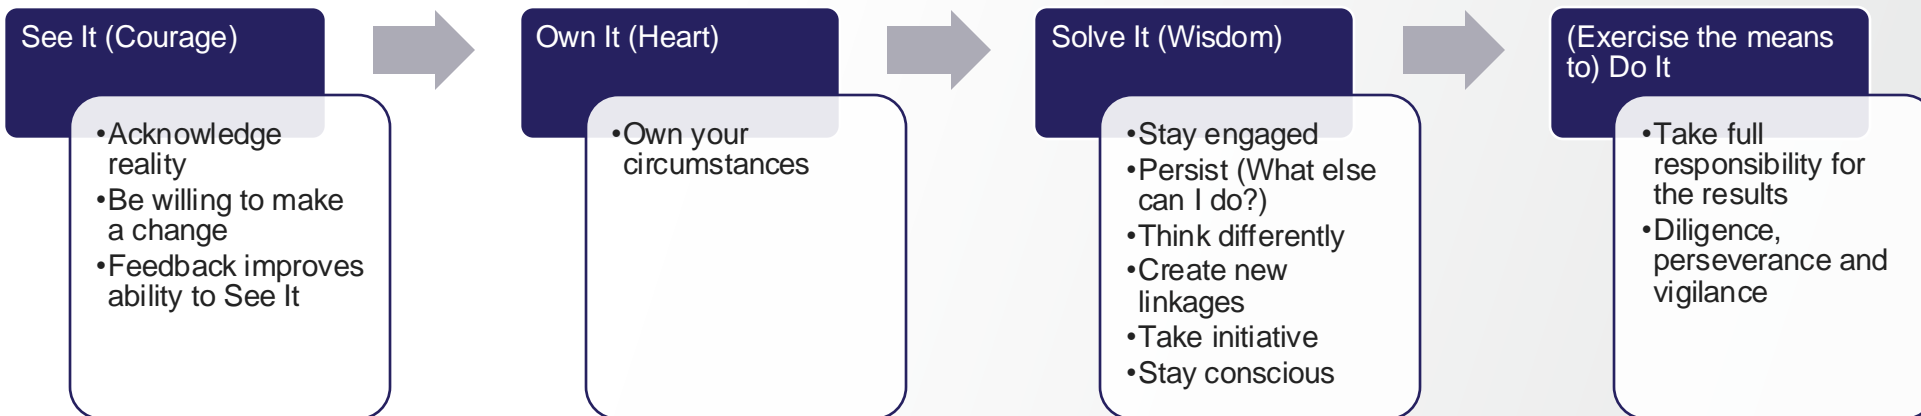 See It (Courage)
•Acknowledge
reality
•Be willing to make
a change
•Feedback improves
ability to See It
Own It (Heart)
•Own your
circumstances
Solve It (Wisdom)
•Stay engaged
•Persist (What else
can I do?)
•Think differently
•Create new
linkages
•Take initiative
•Stay conscious
(Exercise the means
to) Do It
•Take full
responsibility for
the results
•Diligence,
perseverance and
vigilance